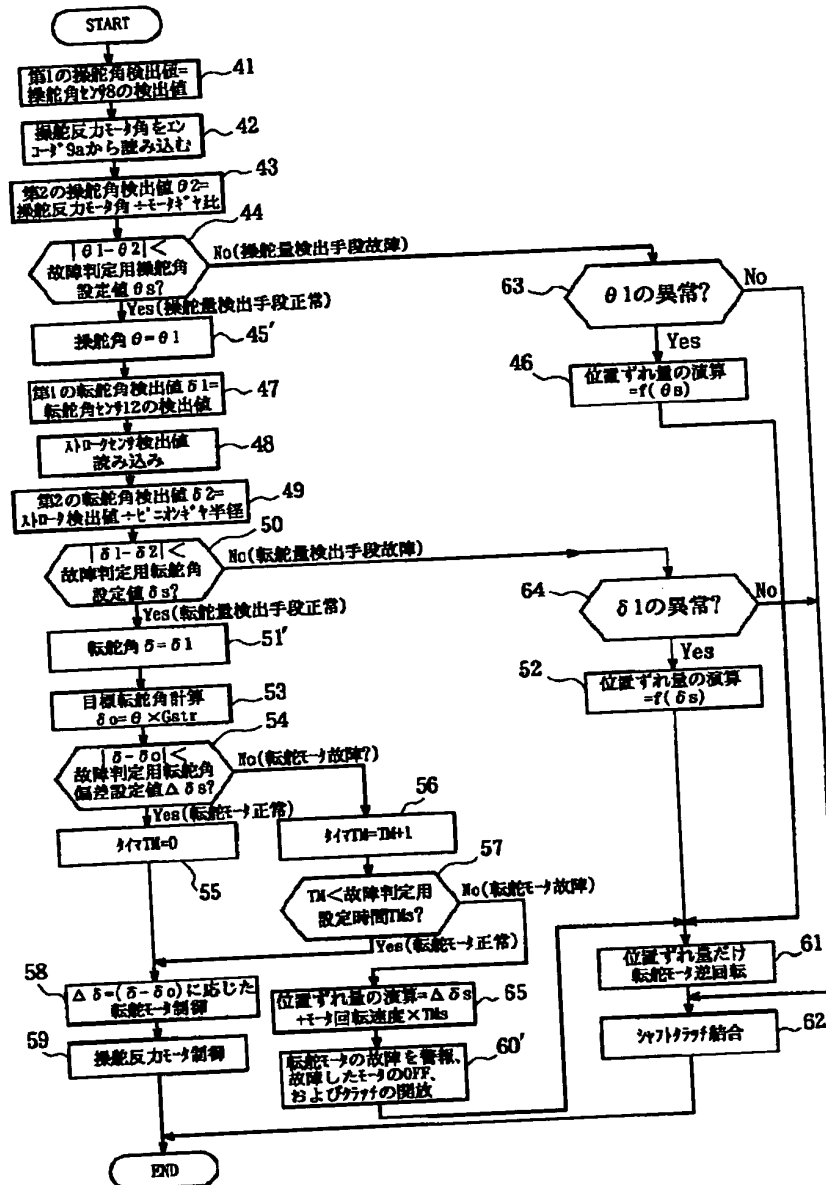 START
第1の操舵角検出値=
操舵角ｾﾝｻ8の検出値
41
操舵反力ﾓｰﾀ角をｴﾝ
ｺｰﾀﾞ9aから読み込む
42
第2の操舵角検出値θ2=
操舵反力ﾓｰﾀ角÷ﾓｰﾀｷﾞﾔ比
43
|θ1-θ2|<
故障判定用操舵角
設定値θs?
44
No(操舵量検出手段故障)
Yes(操舵量検出手段正常)
θ1の異常?
63
No
Yes
操舵角θ=θ1
45'
位置ずれ量の演算
=f(θs)
46
第1の転舵角検出値δ1=
転舵角ｾﾝｻ12の検出値
47
ｽﾄﾛｰｸｾﾝｻ検出値
読み込み
48
第2の転舵角検出値δ2=
ｽﾄﾛｰｸ検出値÷ﾋﾟﾆｵﾝｷﾞﾔ半径
49
|δ1-δ2|<
故障判定用転舵角
設定値δs?
50
No(転舵量検出手段故障)
Yes(転舵量検出手段正常)
δ1の異常?
64
No
Yes
転舵角δ=δ1
51'
位置ずれ量の演算
=f(δs)
52
目標転舵角計算
δo=θ×Gstr
53
|δ-δo|<
故障判定用転舵角
偏差設定値Δδs?
54
No(転舵ﾓｰﾀ故障?)
Yes(転舵ﾓｰﾀ正常)
ﾀｲﾏTM=0
55
ﾀｲﾏTM=TM+1
56
TM<故障判定用
設定時間TMs?
57
No(転舵ﾓｰﾀ故障)
Yes(転舵ﾓｰﾀ正常)
Δδ=(δ-δo)に応じた
転舵ﾓｰﾀ制御
58
操舵反力ﾓｰﾀ制御
59
位置ずれ量の演算=Δδs
+ﾓｰﾀ回転速度×TMs
65
転舵ﾓｰﾀの故障を警報、
故障したﾓｰﾀのOFF、
およびｸﾗｯﾁの開放
60'
位置ずれ量だけ
転舵ﾓｰﾀ逆回転
61
ｼｬﾌﾄｸﾗｯﾁ結合
62
END